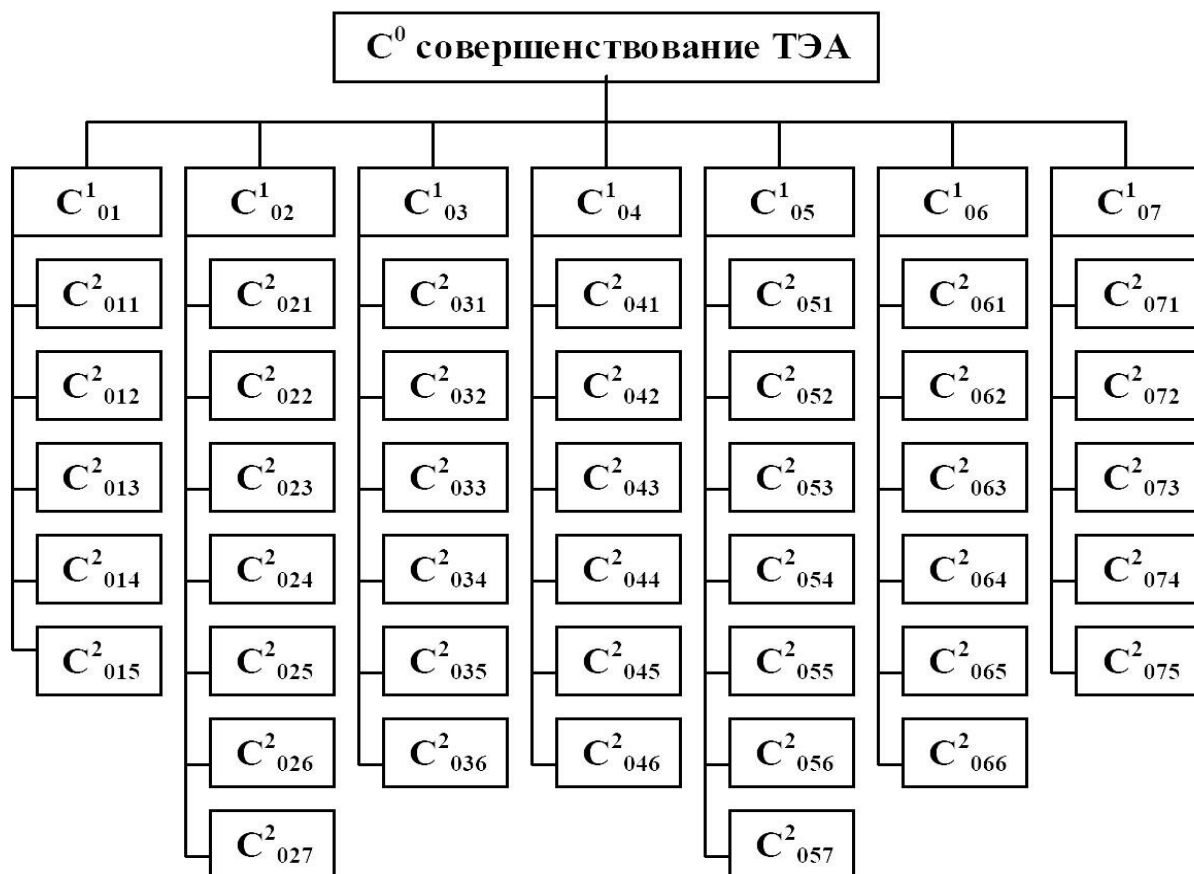 C⁰ совершенствование ТЭА
C¹₀₁ C¹₀₂ C¹₀₃ C¹₀₄ C¹₀₅ C¹₀₆ C¹₀₇
C²₀₁₁ C²₀₂₁ C²₀₃₁ C²₀₄₁ C²₀₅₁ C²₀₆₁ C²₀₇₁
C²₀₁₂ C²₀₂₂ C²₀₃₂ C²₀₄₂ C²₀₅₂ C²₀₆₂ C²₀₇₂
C²₀₁₃ C²₀₂₃ C²₀₃₃ C²₀₄₃ C²₀₅₃ C²₀₆₃ C²₀₇₃
C²₀₁₄ C²₀₂₄ C²₀₃₄ C²₀₄₄ C²₀₅₄ C²₀₆₄ C²₀₇₄
C²₀₁₅ C²₀₂₅ C²₀₃₅ C²₀₄₅ C²₀₅₅ C²₀₆₅ C²₀₇₅
C²₀₂₆ C²₀₃₆ C²₀₄₆ C²₀₅₆ C²₀₆₆
C²₀₂₇ C²₀₅₇